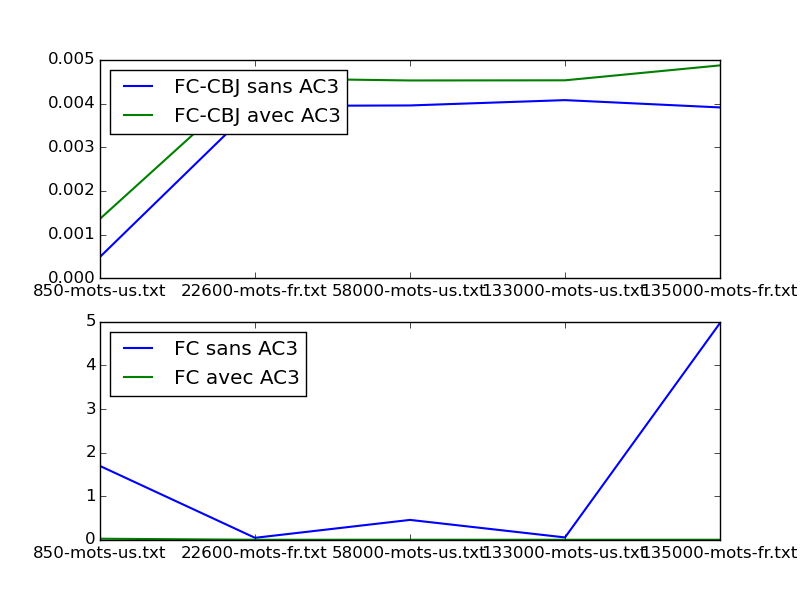 0.005
0.004
0.003
0.002
0.001
0.000
FC-CBJ sans AC3
FC-CBJ avec AC3
850-mots-us.txt 22600-mots-fr.txt 58000-mots-us.txt 133000-mots-us.txt 135000-mots-fr.txt
5
4
3
2
1
0
FC sans AC3
FC avec AC3
850-mots-us.txt 22600-mots-fr.txt 58000-mots-us.txt 133000-mots-us.txt 135000-mots-fr.txt